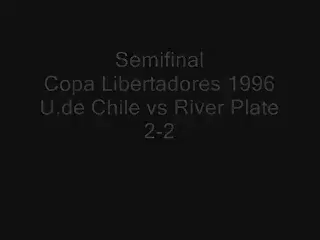 Semifinal
Copa Libertadores 1996
U.de Chile vs River Plate
2-2